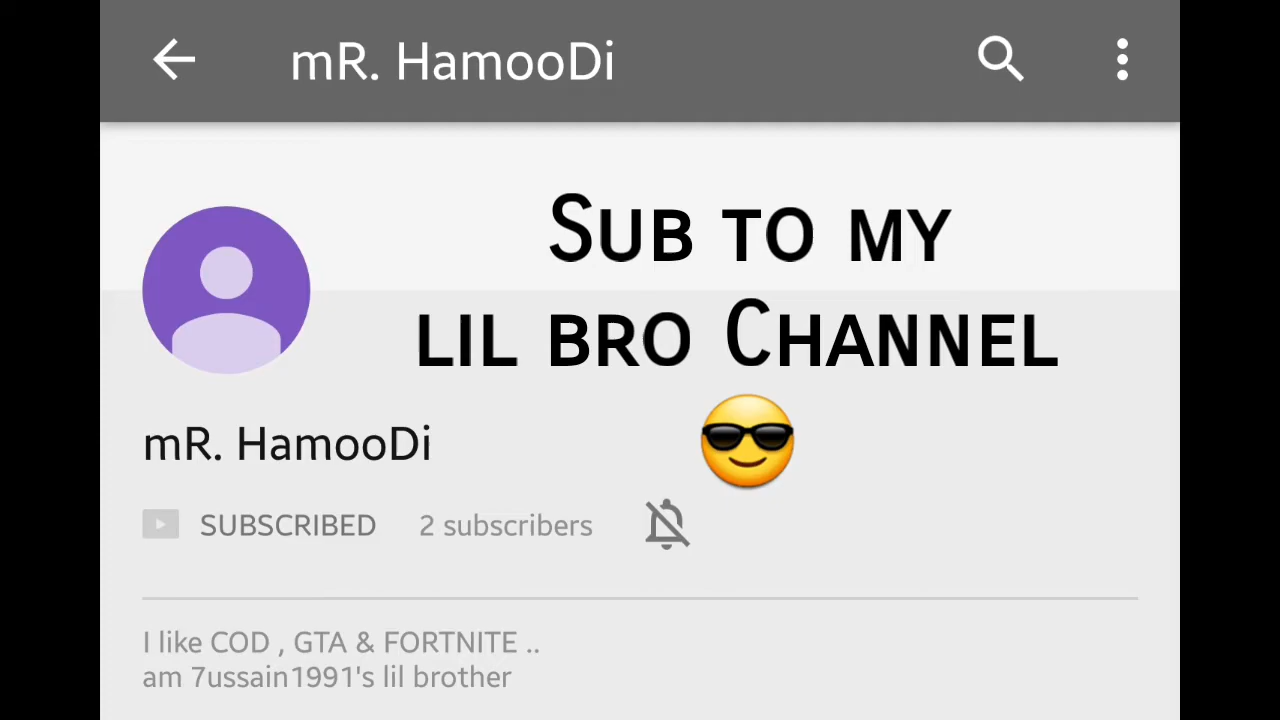 mR. HamooDi
Sub to my
lil bro Channel
mR. HamooDi
SUBSCRIBED 2 subscribers
I like COD , GTA & FORTNITE ..
am 7ussain1991's lil brother